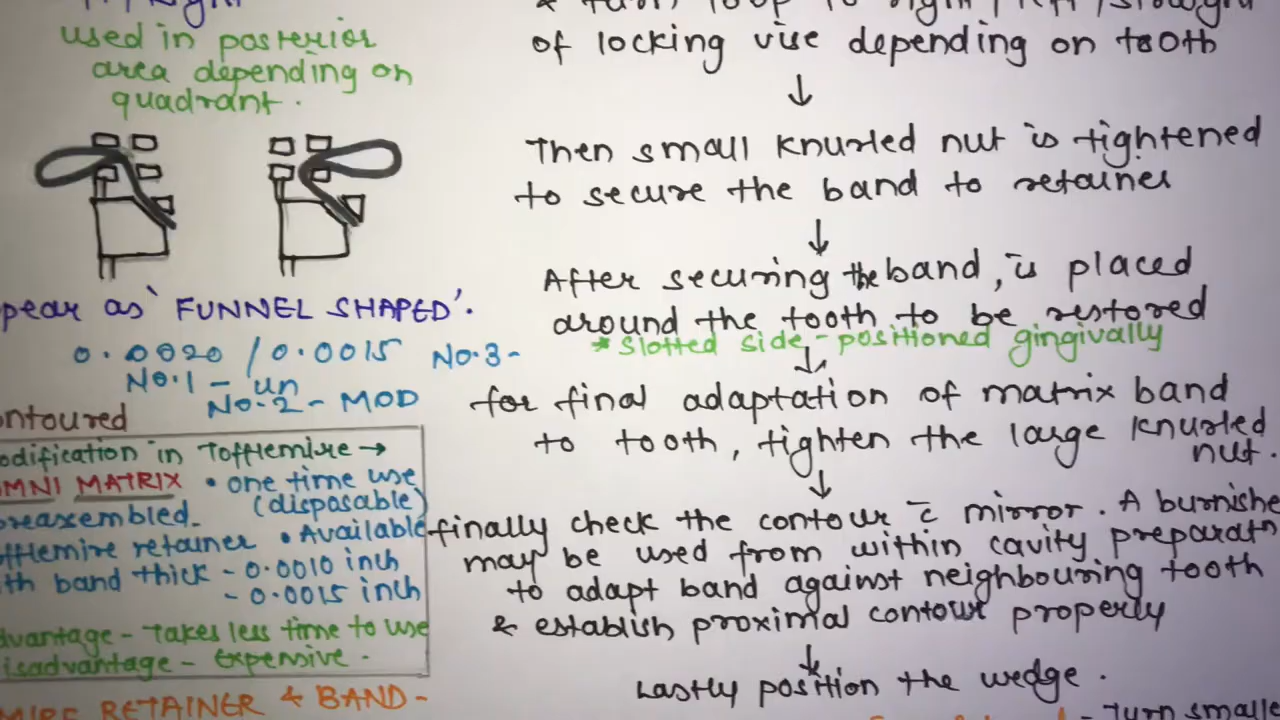 used in posterior
area depending on
quadrant.
pear as 'FUNNEL SHAPED'.
0.0020 / 0.0015 No.3-
No.1 - un
No.2 - MOD
ontoured
odification in Tofflemire →
MNI MATRIX • one time use
(disposable)
preassembled. • Available
offlemire retainer
th band thick - 0.0010 inch
- 0.0015 inch
dvantage - Takes less time to use
isadvantage - expensive.
MIRE RETAINER & BAND -
of locking vise depending on tooth
↓
Then small knurled nut is tightened
to secure the band to retainer
↓
After securing the band, is placed
around the tooth to be restored
* Slotted side - positioned gingivally
↓
for final adaptation of matrix band
to tooth, tighten the large knurled
nut.
↓
finally check the contour c̅ mirror. A burnishe
may be used from within cavity preparatn
to adapt band against neighbouring tooth
& establish proximal contour properly
↓
Lastly position the wedge.
- Turn smalle